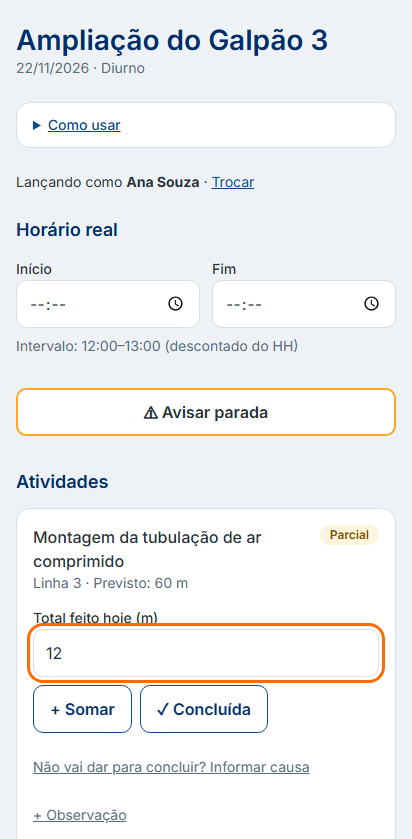 Ampliação do Galpão 3
22/11/2026 · Diurno
▶ Como usar
Lançando como Ana Souza · Trocar
Horário real
Início
Fim
--:--
--:--
Intervalo: 12:00–13:00 (descontado do HH)
⚠ Avisar parada
Atividades
Montagem da tubulação de ar
comprimido
Parcial
Linha 3 · Previsto: 60 m
Total feito hoje (m)
12
+ Somar
✓ Concluída
Não vai dar para concluir? Informar causa
+ Observação